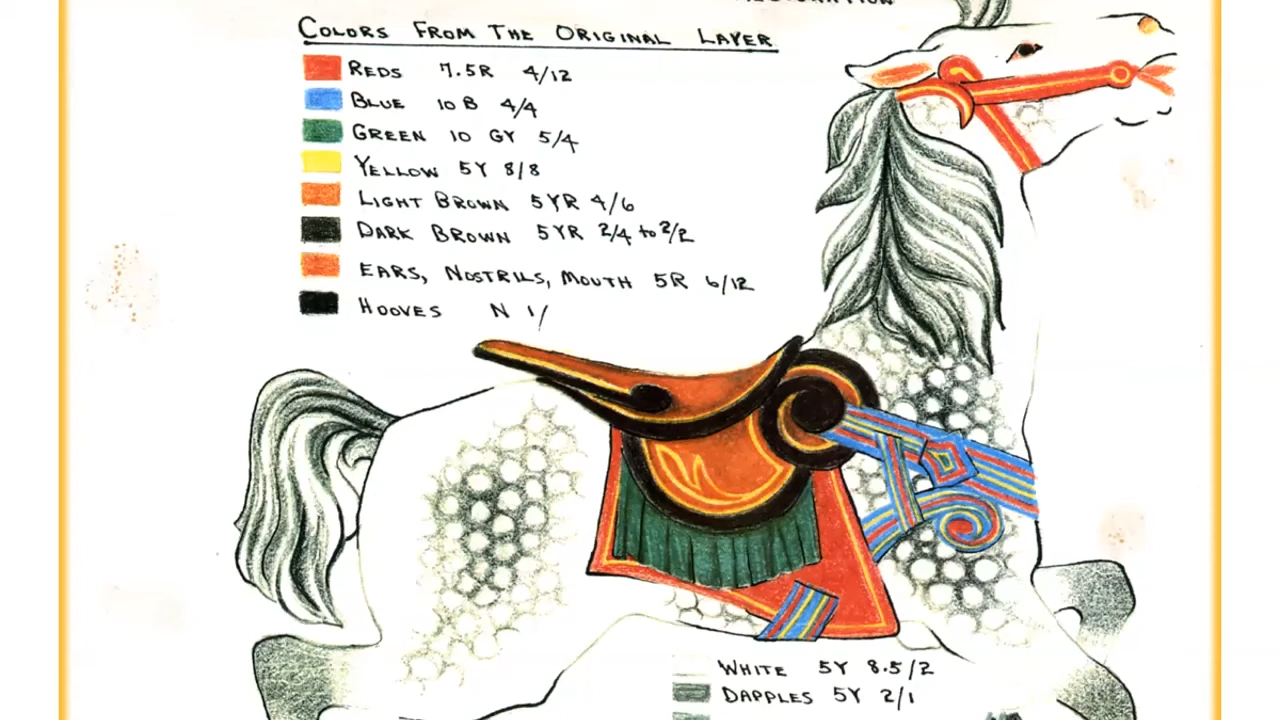 COLORS FROM THE ORIGINAL LAYER
REDS 7.5R 4/12
BLUE 10 B 4/4
GREEN 10 GY 5/4
YELLOW 5Y 8/8
LIGHT BROWN 5YR 4/6
DARK BROWN 5YR 2/4 to 2/2
EARS, NOSTRILS, MOUTH 5R 6/12
HOOVES N 1/
WHITE 5Y 8.5/2
DAPPLES 5Y 2/1